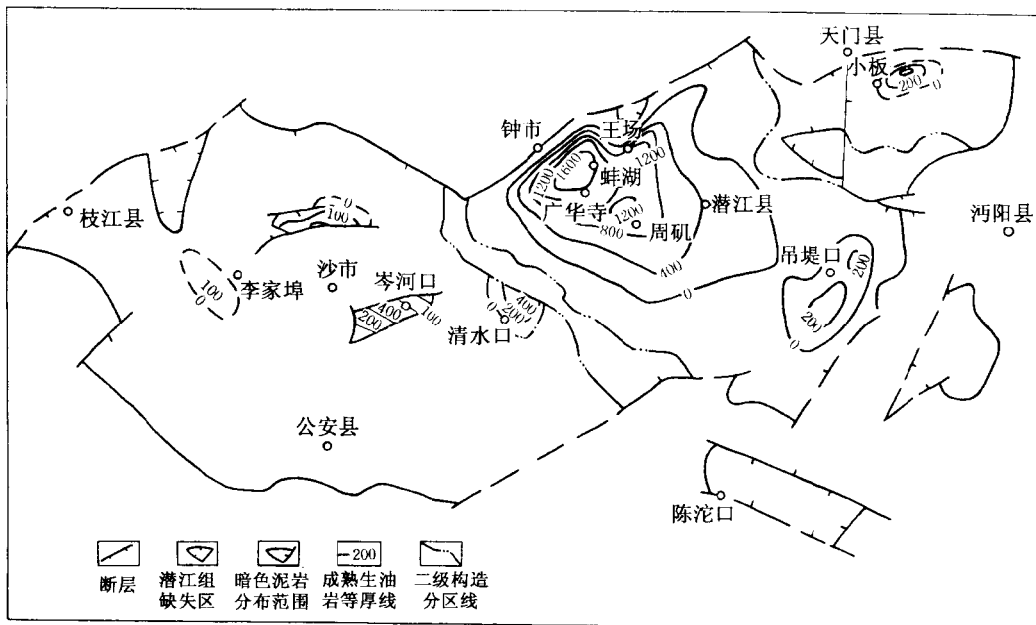 天门县
小板
200
0
钟市
王场
1200
1600
1200
蚌湖
广华寺
1200
800
周矶
潜江县
沔阳县
枝江县
0
100
吊堤口
200
400
0
200
0
100
0
李家埠
沙市
岑河口
400
200
100
400
200
0
清水口
公安县
陈沱口
200
断层
潜江组
缺失区
暗色泥岩
分布范围
成熟生油
岩等厚线
二级构造
分区线